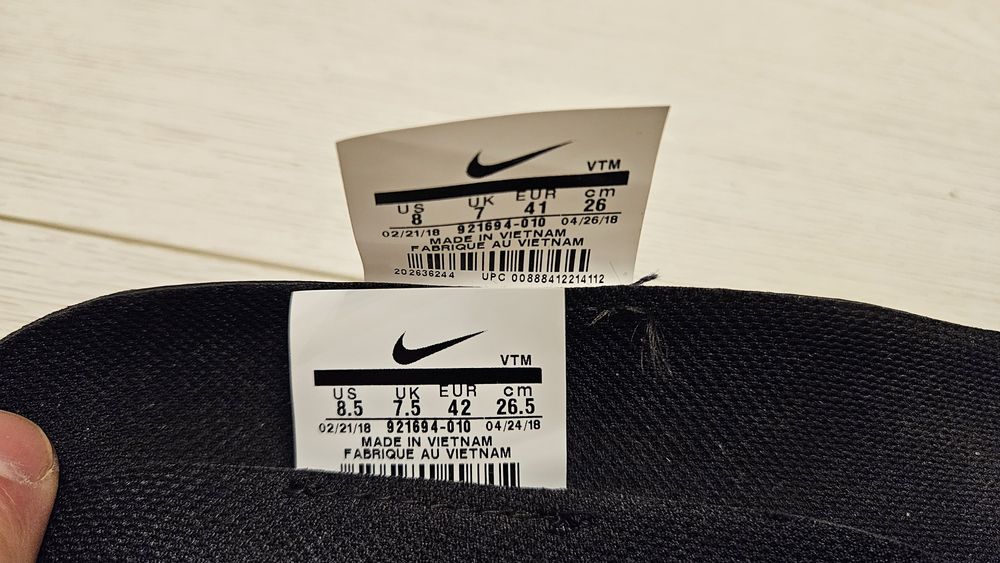 VTM
US UK EUR cm
8 7 41 26
02/21/18 921694-010 04/26/18
MADE IN VIETNAM
FABRIQUE AU VIETNAM
202636244 UPC 00888412214112
VTM
US UK EUR cm
8.5 7.5 42 26.5
02/21/18 921694-010 04/24/18
MADE IN VIETNAM
FABRIQUE AU VIETNAM